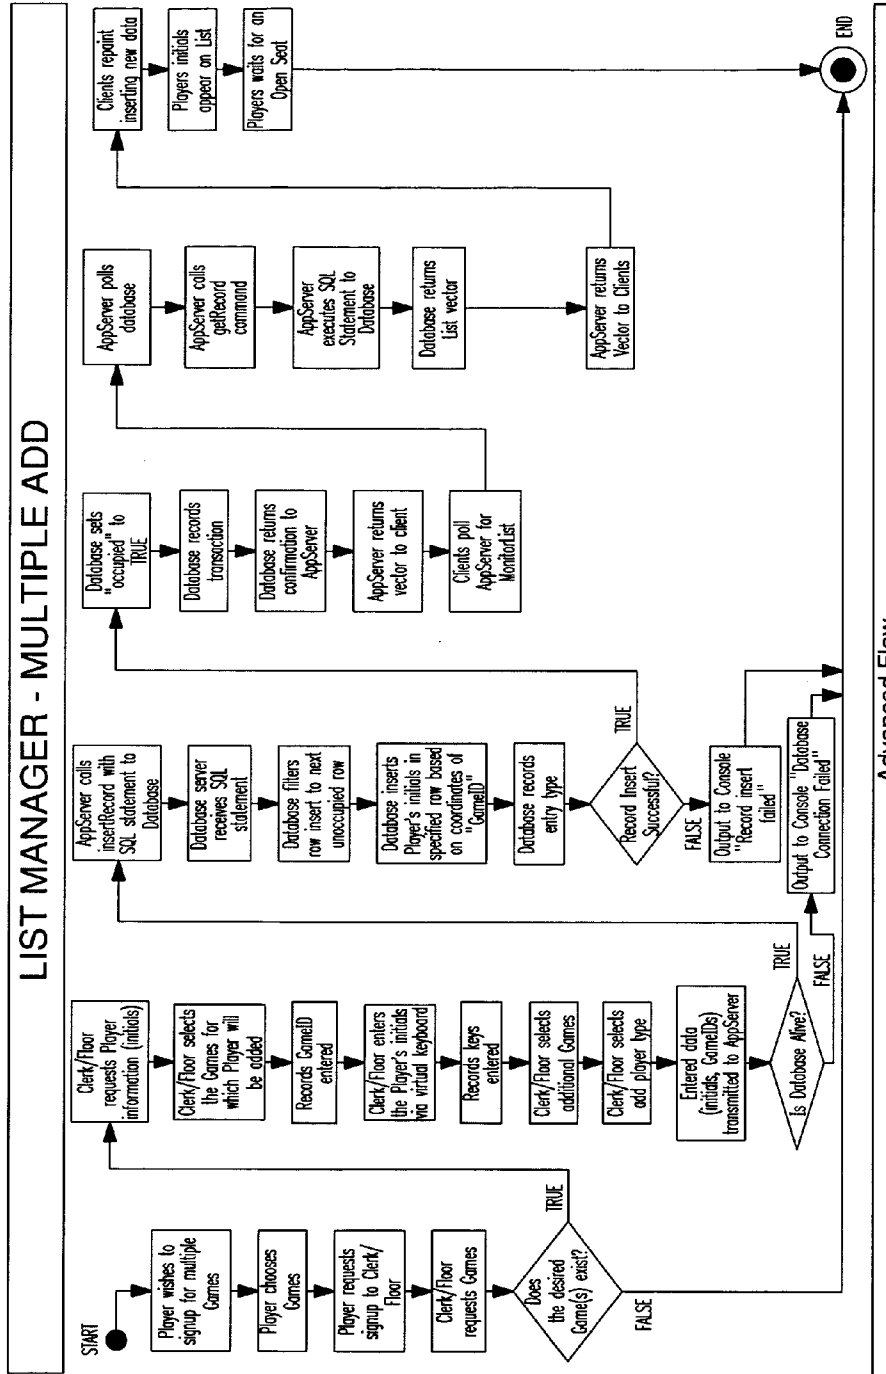 LIST MANAGER - MULTIPLE ADD
START
Player wishes to
signup for multiple
Games
Player chooses
Games
Player requests
signup to Clerk/
Floor
Clerk/Floor
requests Games
Does
the desired
Game(s) exist?
TRUE
FALSE
Clerk/Floor
requests Player
information (initials)
Clerk/Floor selects
the Games for
which Player will
be added
Records GameID
entered
Clerk/Floor enters
the Player's initials
via virtual keyboard
Records keys
entered
Clerk/Floor selects
additional Games
Clerk/Floor selects
add player type
Entered data
(initials, GameIDs)
transmitted to AppServer
Is Database Alive?
TRUE
FALSE
AppServer calls
insertRecord with
SQL statement to
Database
Database server
receives SQL
statement
Database filters
row insert to next
unoccupied row
Database inserts
Player's initials in
specified row based
on coordinates of
"GameID"
Database records
entry type
Record Insert
Successful?
TRUE
FALSE
Output to Console
"Record insert
failed"
Output to Console "Database
Connection Failed"
Database sets
"occupied" to
TRUE
Database records
transaction
Database returns
confirmation to
AppServer
AppServer returns
vector to client
Clients poll
AppServer for
MonitorList
AppServer polls
database
AppServer calls
getRecord
command
AppServer
executes SQL
Statement to
Database
Database returns
List vector
AppServer returns
Vector to Clients
Clients repaint
inserting new data
Players initials
appear on List
Players waits for an
Open Seat
END
Advanced Flow